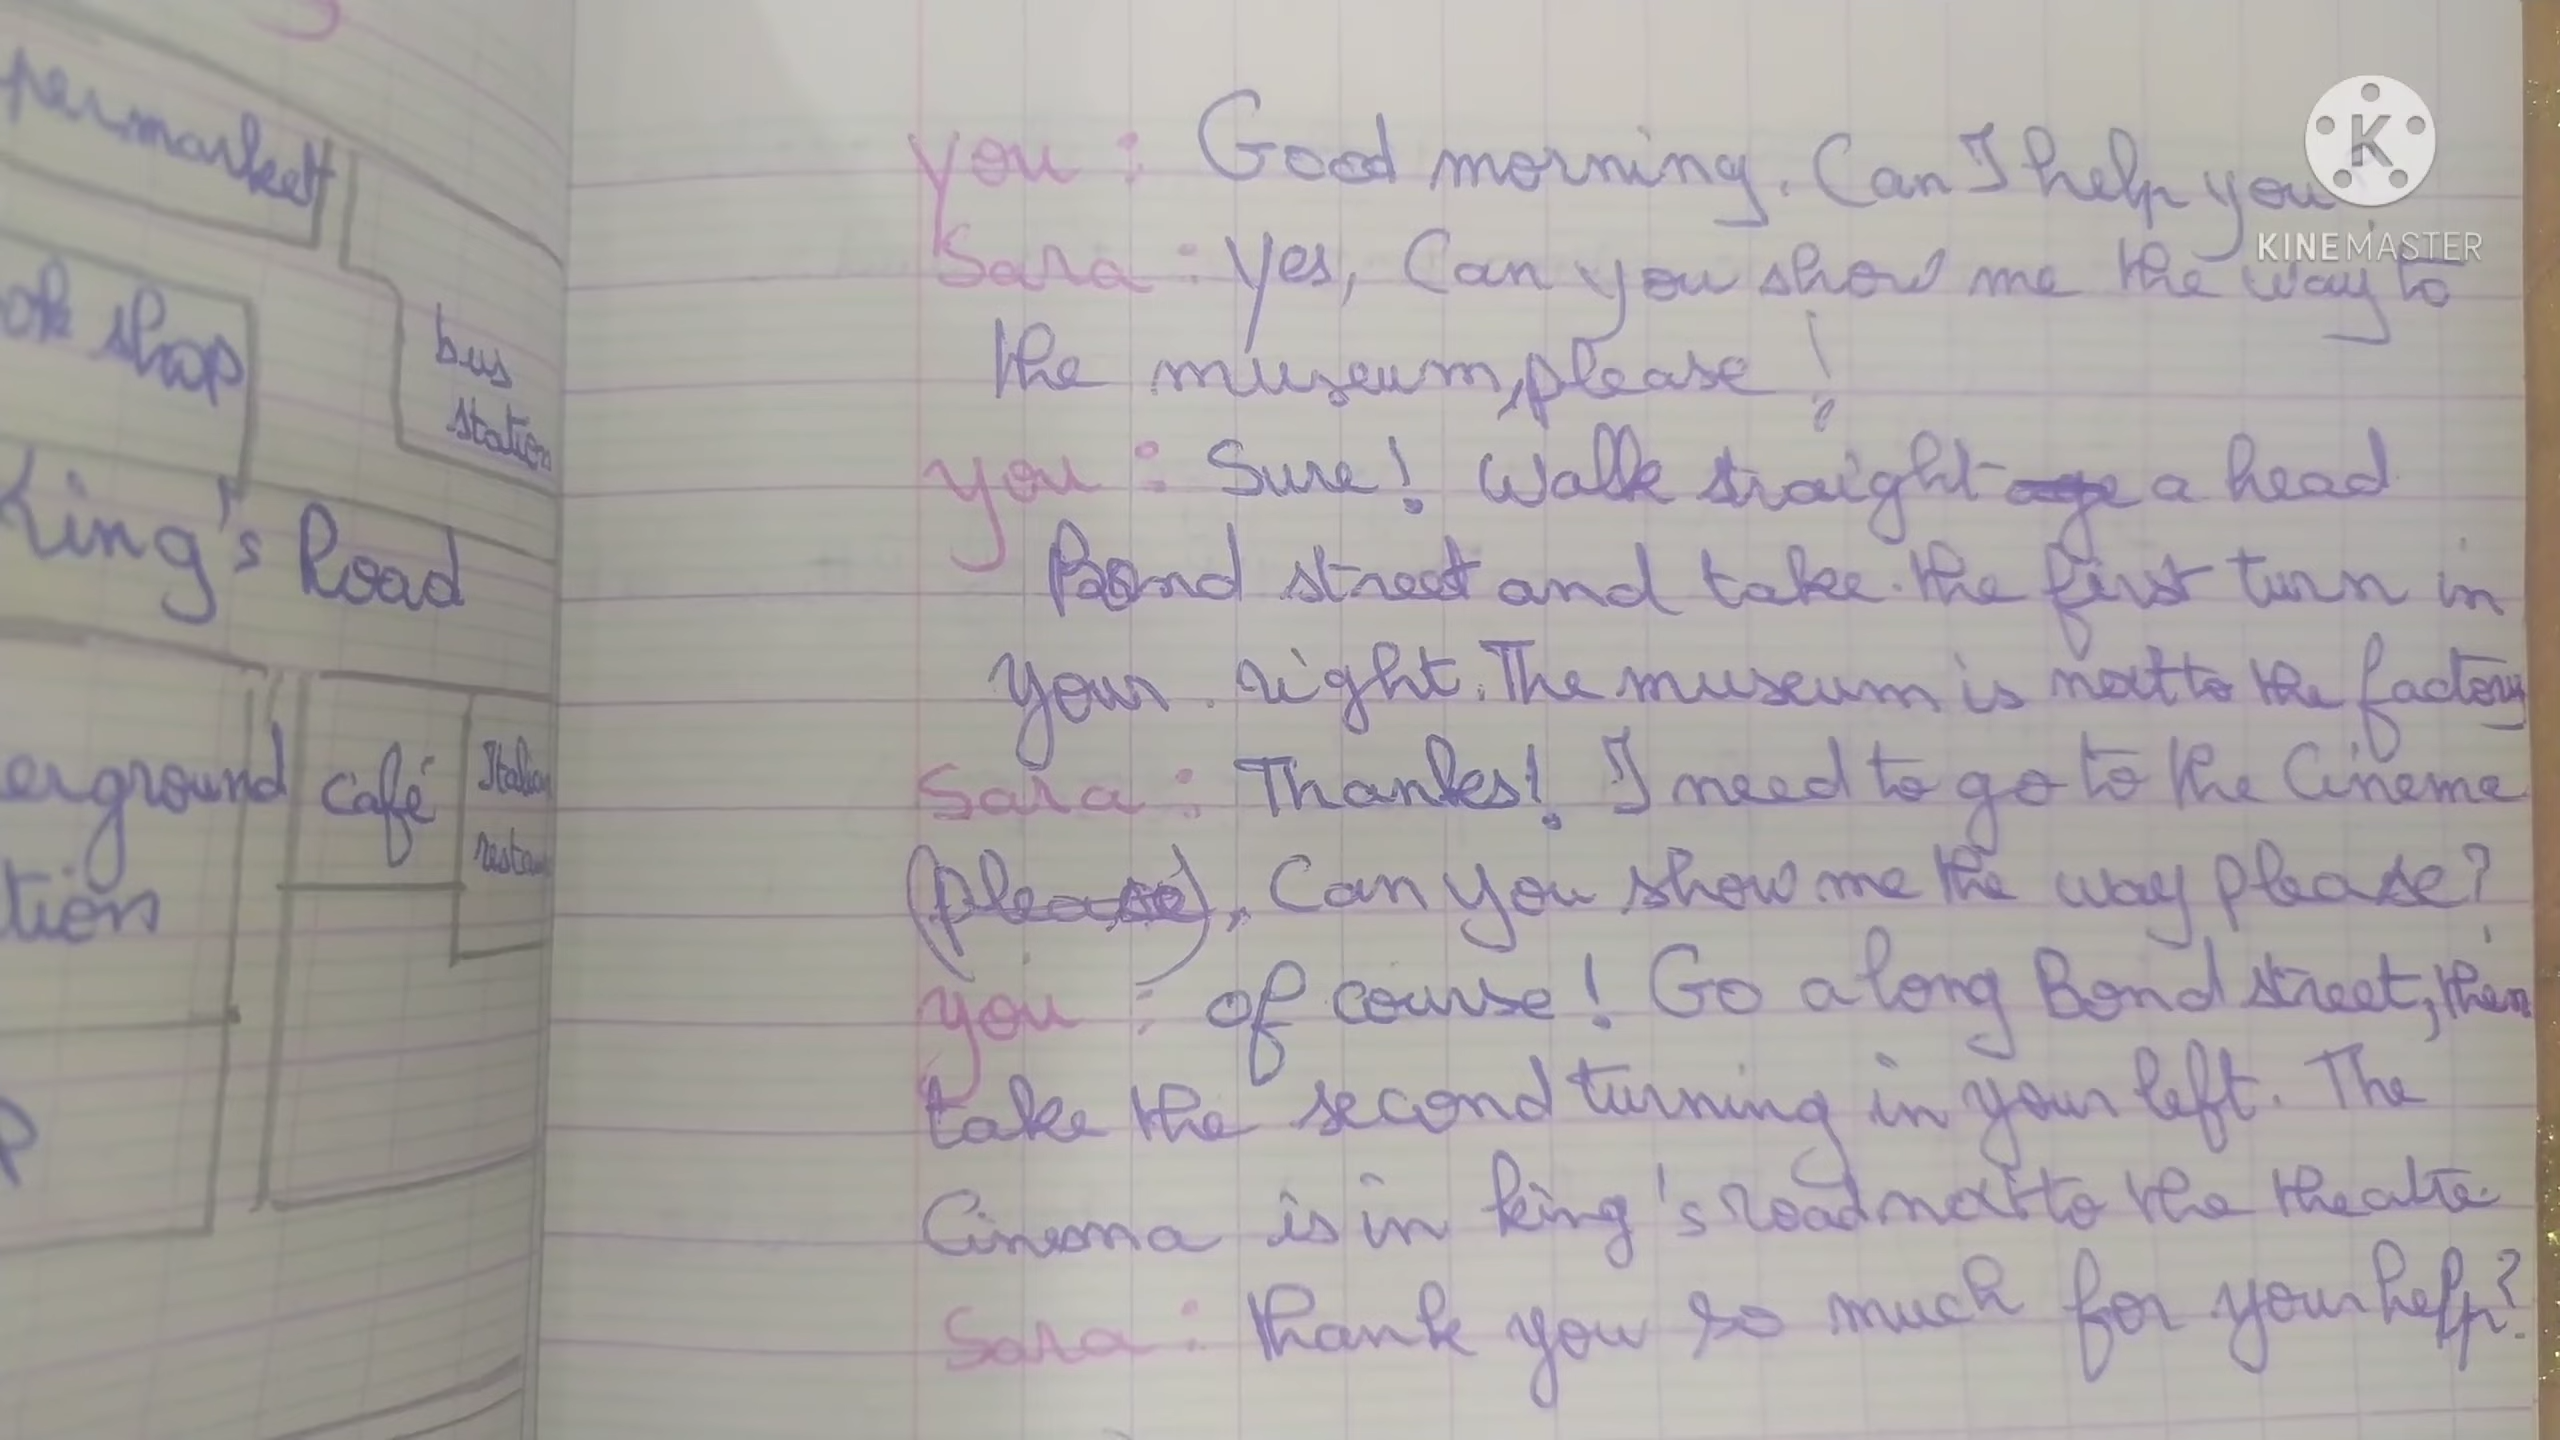 permarkett
ok shop
bus
station
King's Road
erground
tion
café
Italian
P
you : Good morning. Can I help you
Sara : Yes, Can you show me the way to
the museum, please !
you : Sure! Walk straight a head
Bond street and take the first turn in
your right. The museum is next to the factory
Sara : Thanks! I need to go to the Cineme
(please), Can you show me the way please?
you : of course! Go a long Bond street, then
take the second turning in your left. The
Cinema is in king's road next to the theatre
Sara : thank you so much for your help?
K
KINEMASTER